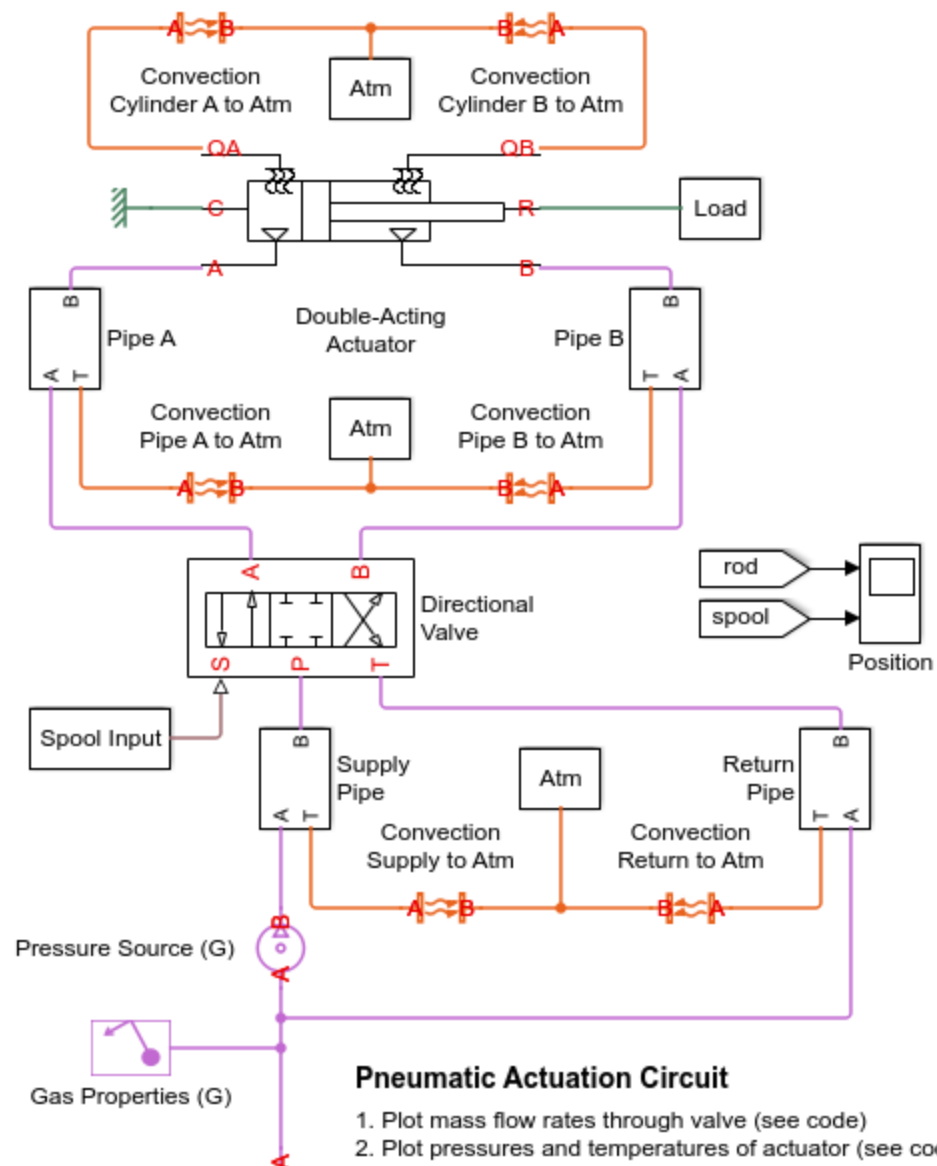 A B
B A
Convection
Cylinder A to Atm
Atm
Convection
Cylinder B to Atm
QA
QB
C
R
Load
A
B
B
Pipe A
A T
Double-Acting
Actuator
B
Pipe B
T A
Convection
Pipe A to Atm
Atm
Convection
Pipe B to Atm
A B
B A
A
B
S
P
T
Directional
Valve
rod
spool
Position
Spool Input
B
Supply
Pipe
A T
Atm
B
Return
Pipe
T A
Convection
Supply to Atm
Convection
Return to Atm
A B
B A
B
Pressure Source (G)
A
Gas Properties (G)
Pneumatic Actuation Circuit
1. Plot mass flow rates through valve (see code)
2. Plot pressures and temperatures of actuator (see
A